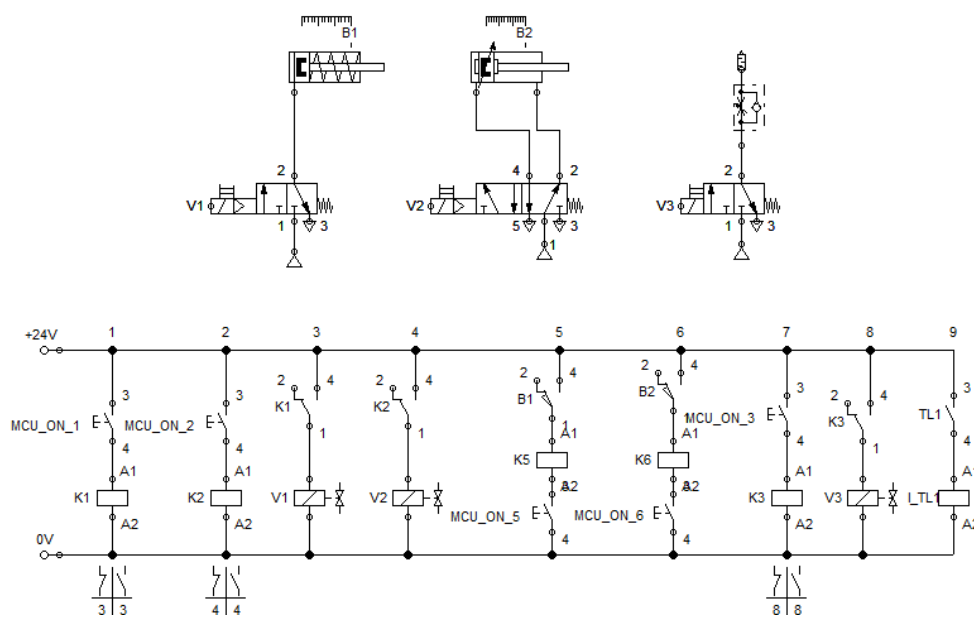 B1 B2
2 4 2 2
V1 V2 V3
1 3 5 3 1 3
1
1 2 3 4 5 6 7 8 9
+24V
4 4 4 4 4
3 3 2 2 2 2 3 2 3
B1 B2
K1 K2 K3 TL1
MCU_ON_1 MCU_ON_2 MCU_ON_3
1 1 1 1 1
4 4 4 4
A1 A1
K5 K6
A1 A1 A2 A2 A1 A1
3 3
K1 K2 V1 V2 K3 V3 I_TL1
MCU_ON_5 MCU_ON_6
A2 A2 A2 A2
4 4
0V
3 3 4 4 8 8